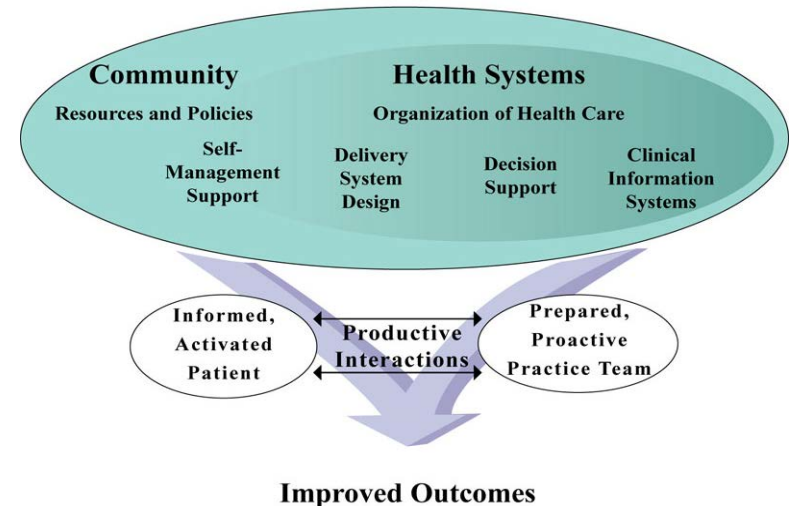 Community
Health Systems
Resources and Policies
Organization of Health Care
Self-
Management
Support
Delivery
System
Design
Decision
Support
Clinical
Information
Systems
Informed,
Activated
Patient
Productive
Interactions
Prepared,
Proactive
Practice Team
Improved Outcomes